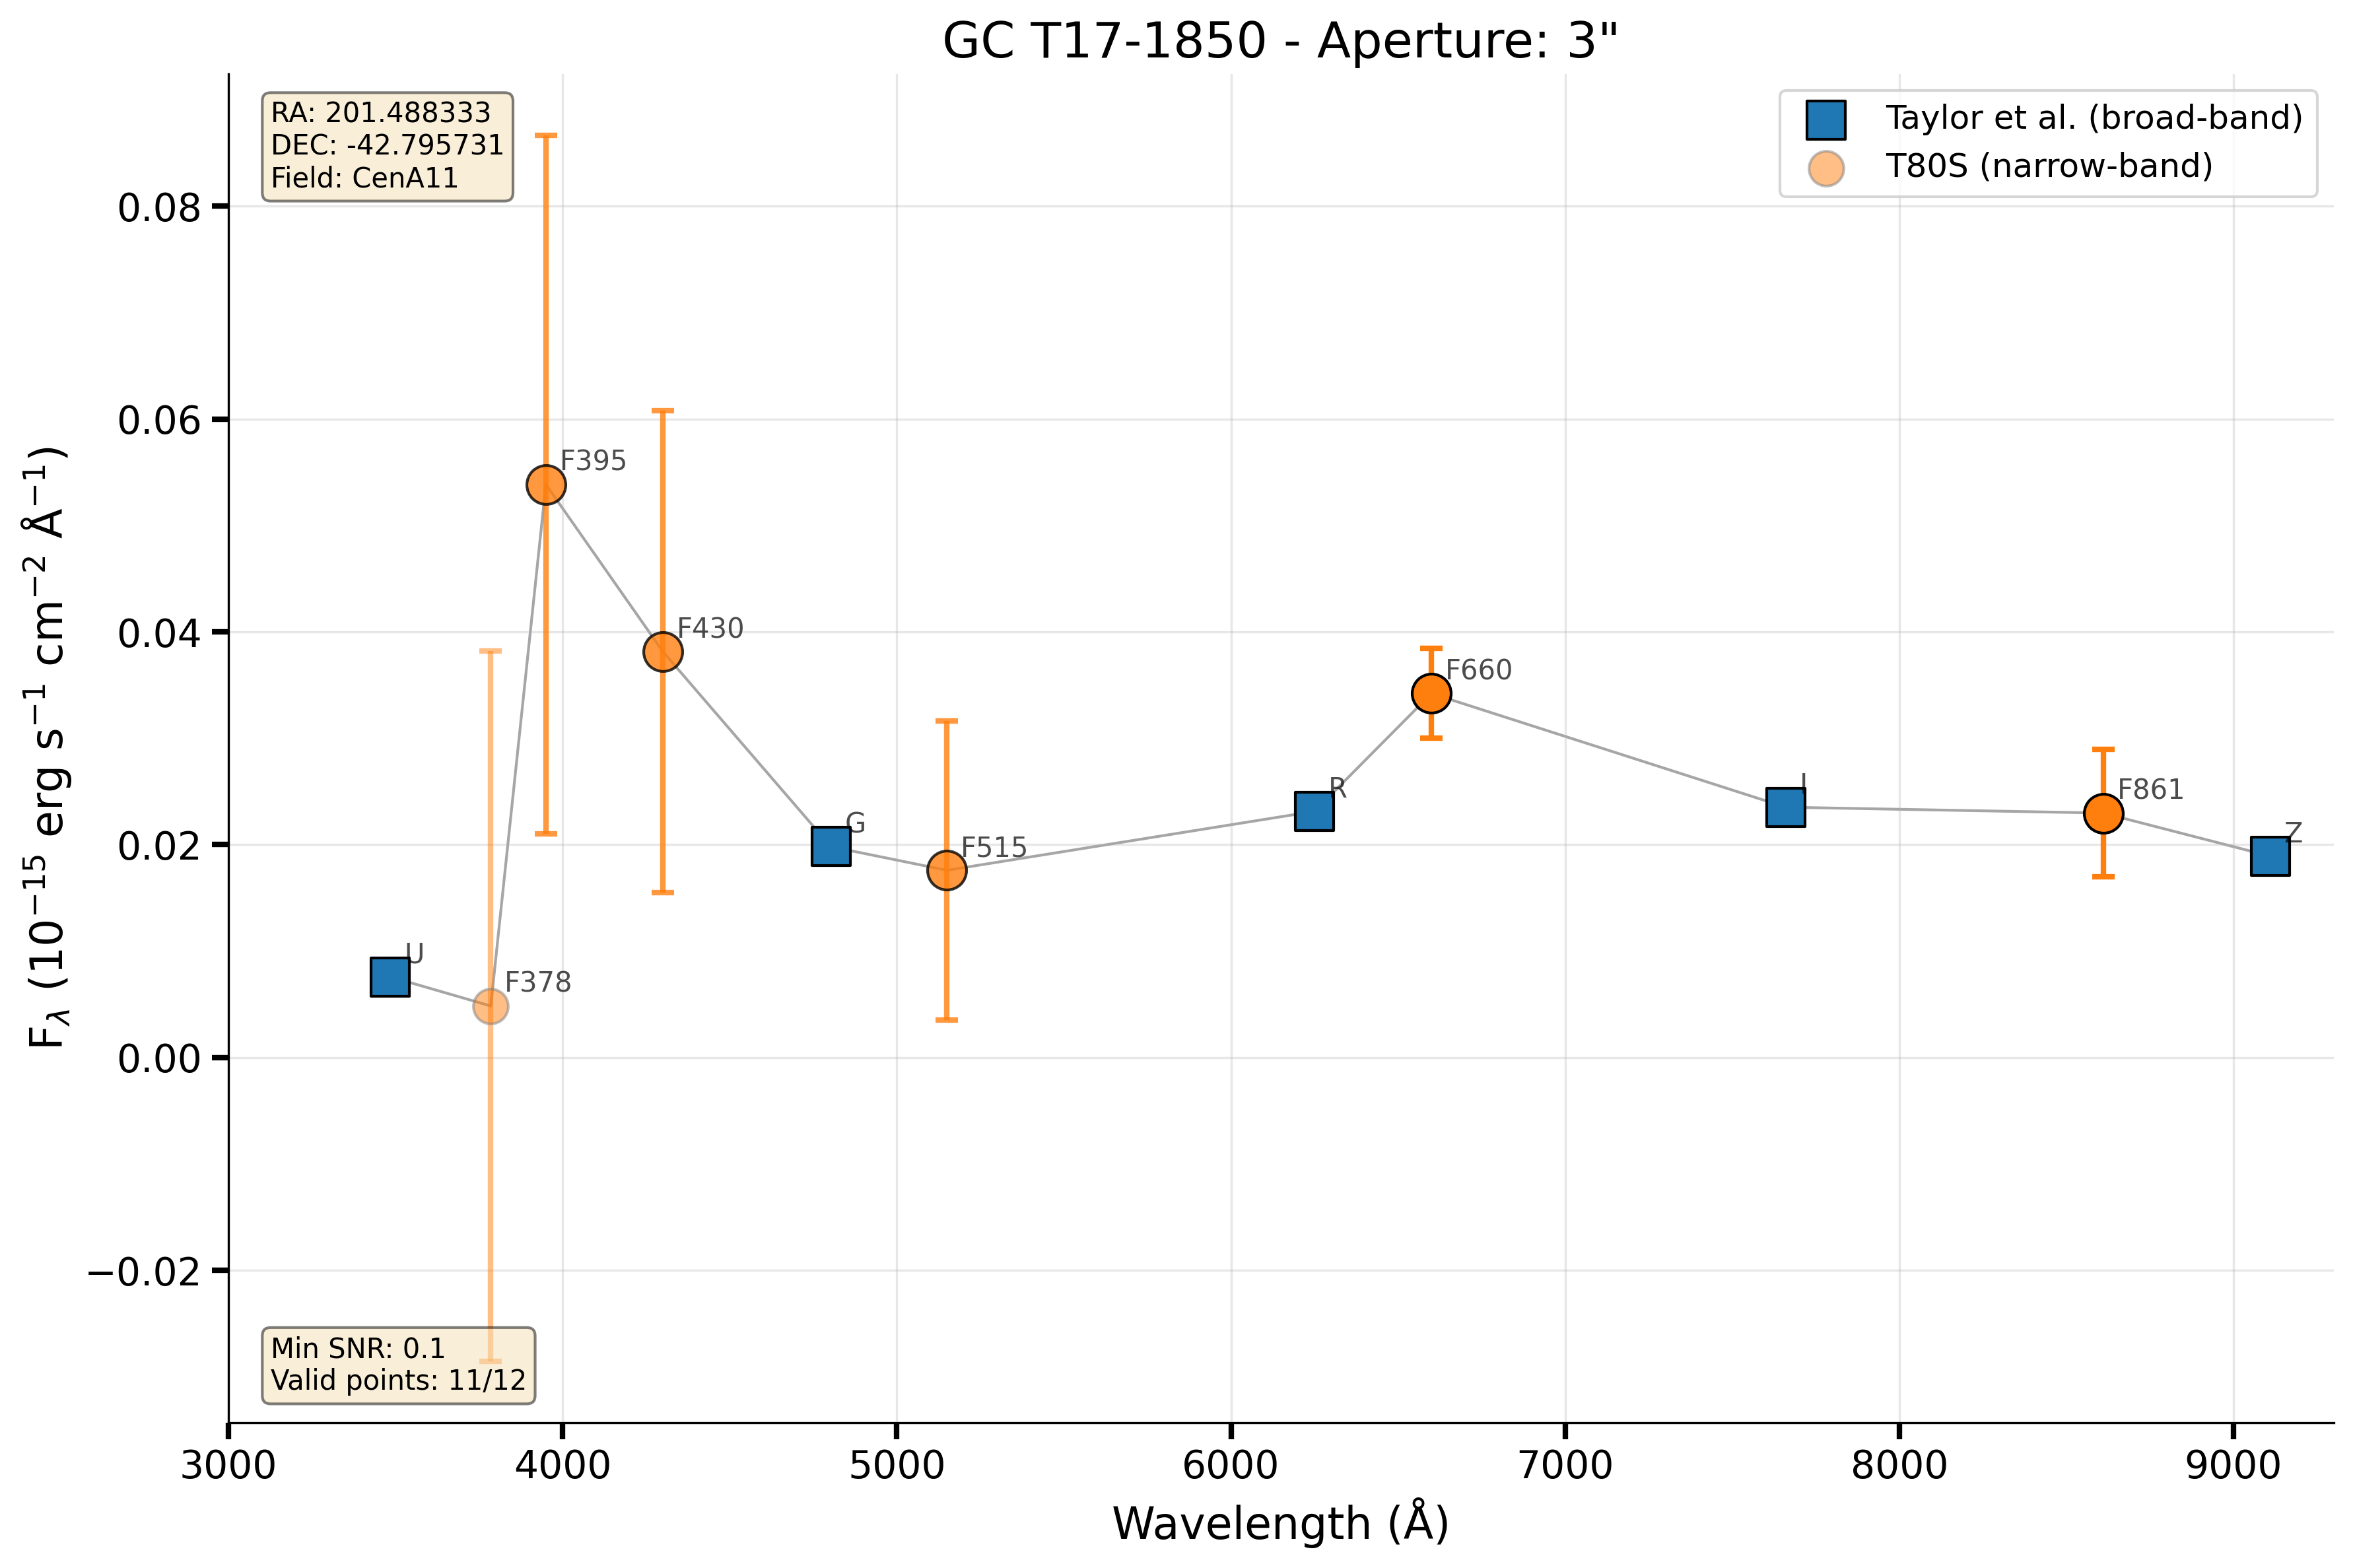 GC T17-1850 - Aperture: 3"
RA: 201.488333
DEC: -42.795731
Field: CenA11
Taylor et al. (broad-band)
T80S (narrow-band)
0.08
0.06
0.04
0.02
0.00
−0.02
F_λ (10⁻¹⁵ erg s⁻¹ cm⁻² Å⁻¹)
F395
F430
F660
R
I
F861
G
Z
F515
U
F378
Min SNR: 0.1
Valid points: 11/12
3000 4000 5000 6000 7000 8000 9000
Wavelength (Å)